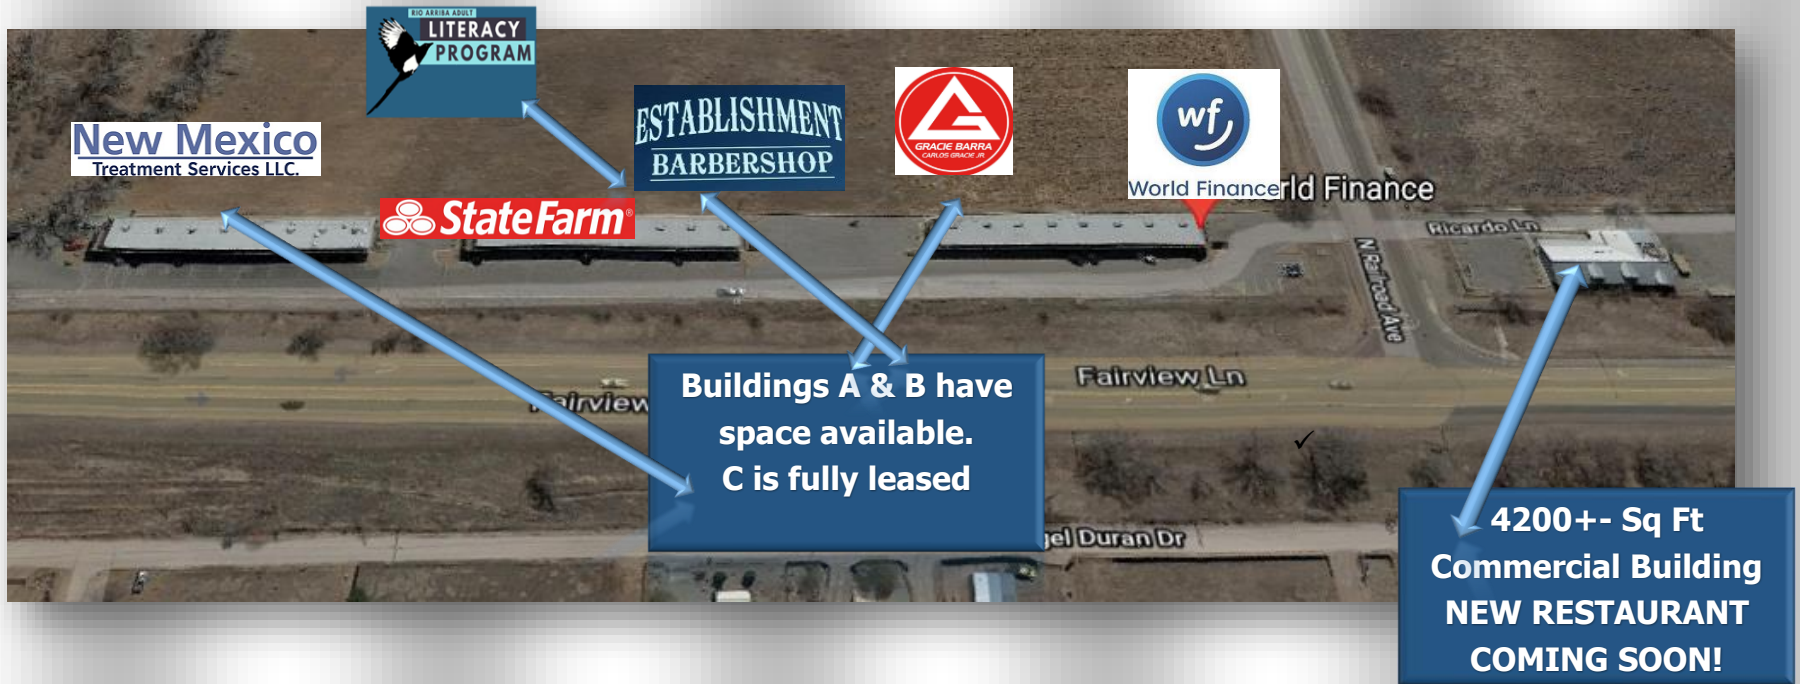 RIO ARRIBA ADULT
LITERACY
PROGRAM
New Mexico
Treatment Services LLC.
StateFarm®
ESTABLISHMENT
BARBERSHOP
GRACIE BARRA
CARLOS GRACIE JR.
wf
World Finance
rld Finance
Ricardo Ln
N Railroad Ave
Fairview Ln
Fairview
Buildings A & B have
space available.
C is fully leased
gel Duran Dr
4200+- Sq Ft
Commercial Building
NEW RESTAURANT
COMING SOON!